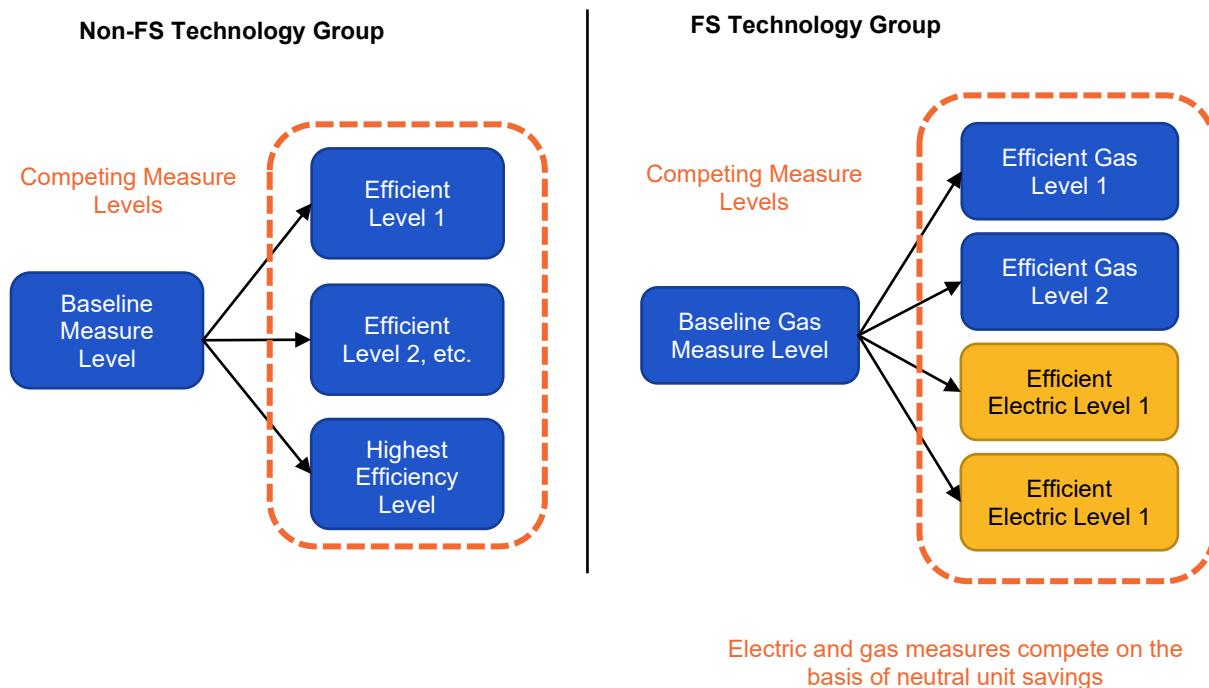 Non-FS Technology Group
Competing Measure
Levels
Baseline
Measure
Level
Efficient
Level 1
Efficient
Level 2, etc.
Highest
Efficiency
Level
FS Technology Group
Competing Measure
Levels
Baseline Gas
Measure Level
Efficient Gas
Level 1
Efficient Gas
Level 2
Efficient
Electric Level 1
Efficient
Electric Level 1
Electric and gas measures compete on the
basis of neutral unit savings